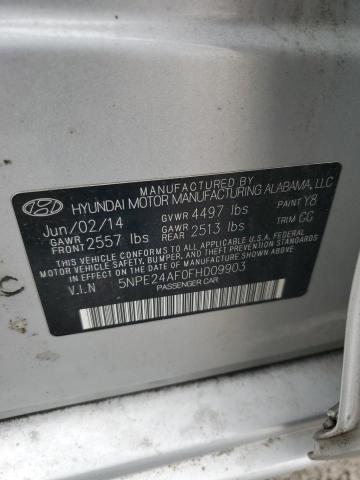 MANUFACTURED BY
HYUNDAI MOTOR MANUFACTURING ALABAMA, LLC
Jun/02/14 GVWR 4497 lbs PAINT Y8
GAWR FRONT 2557 lbs GAWR REAR 2513 lbs TRIM GG
THIS VEHICLE CONFORMS TO ALL APPLICABLE U.S.A. FEDERAL
MOTOR VEHICLE SAFETY, BUMPER, AND THEFT PREVENTION STANDARDS
IN EFFECT ON THE DATE OF MANUFACTURE SHOWN ABOVE.
V.I.N 5NPE24AF0FH009903
PASSENGER CAR